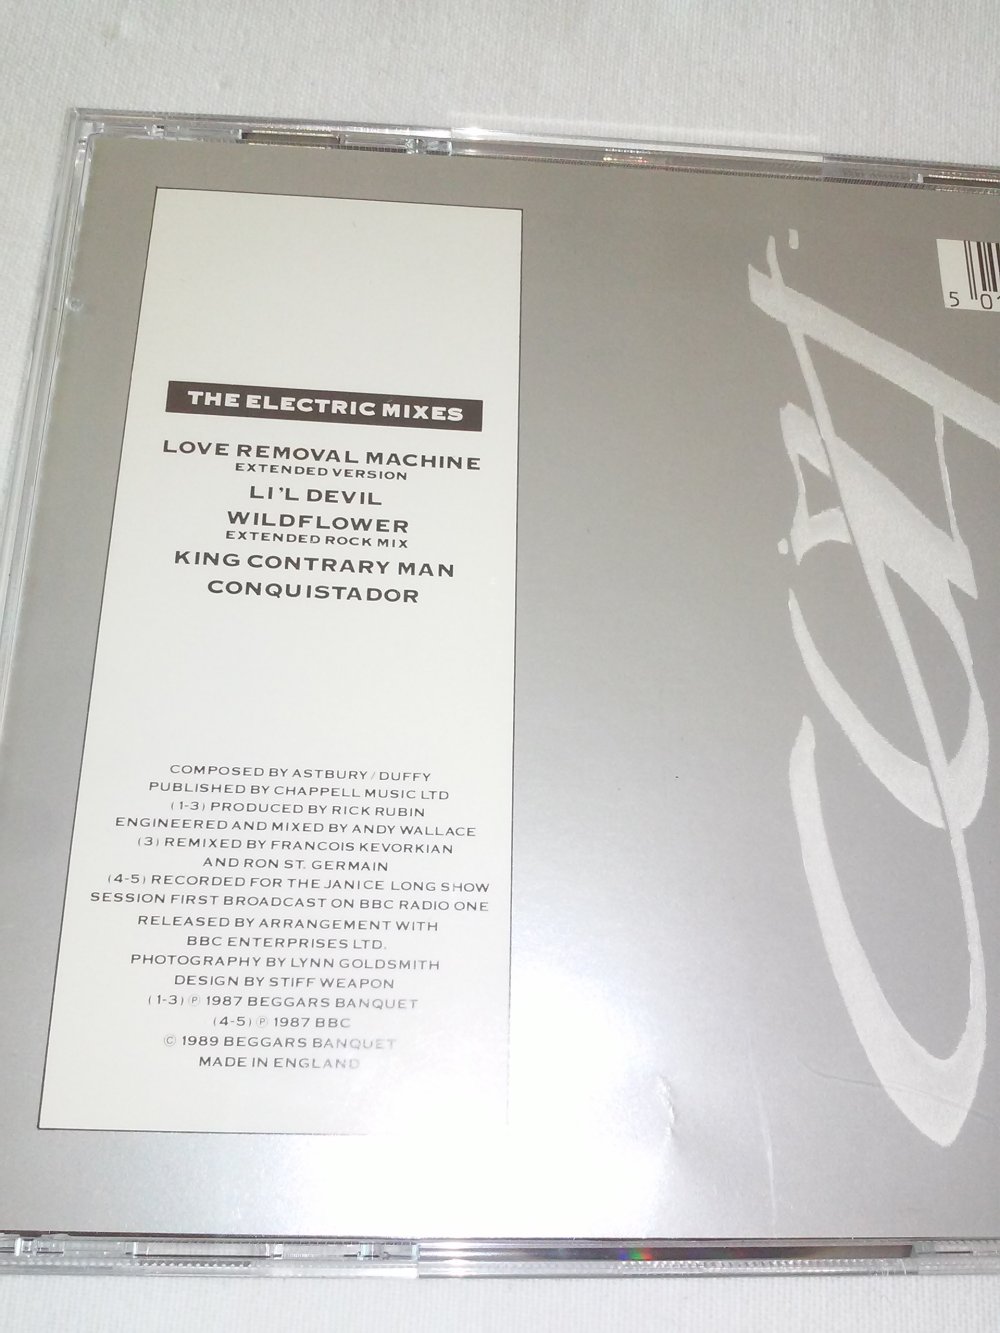 THE ELECTRIC MIXES
LOVE REMOVAL MACHINE
EXTENDED VERSION
LI'L DEVIL
WILDFLOWER
EXTENDED ROCK MIX
KING CONTRARY MAN
CONQUISTADOR
COMPOSED BY ASTBURY / DUFFY
PUBLISHED BY CHAPPELL MUSIC LTD
(1-3) PRODUCED BY RICK RUBIN
ENGINEERED AND MIXED BY ANDY WALLACE
(3) REMIXED BY FRANCOIS KEVORKIAN
AND RON ST. GERMAIN
(4-5) RECORDED FOR THE JANICE LONG SHOW
SESSION FIRST BROADCAST ON BBC RADIO ONE
RELEASED BY ARRANGEMENT WITH
BBC ENTERPRISES LTD.
PHOTOGRAPHY BY LYNN GOLDSMITH
DESIGN BY STIFF WEAPON
(1-3) ℗ 1987 BEGGARS BANQUET
(4-5) ℗ 1987 BBC
© 1989 BEGGARS BANQUET
MADE IN ENGLAND
5 01